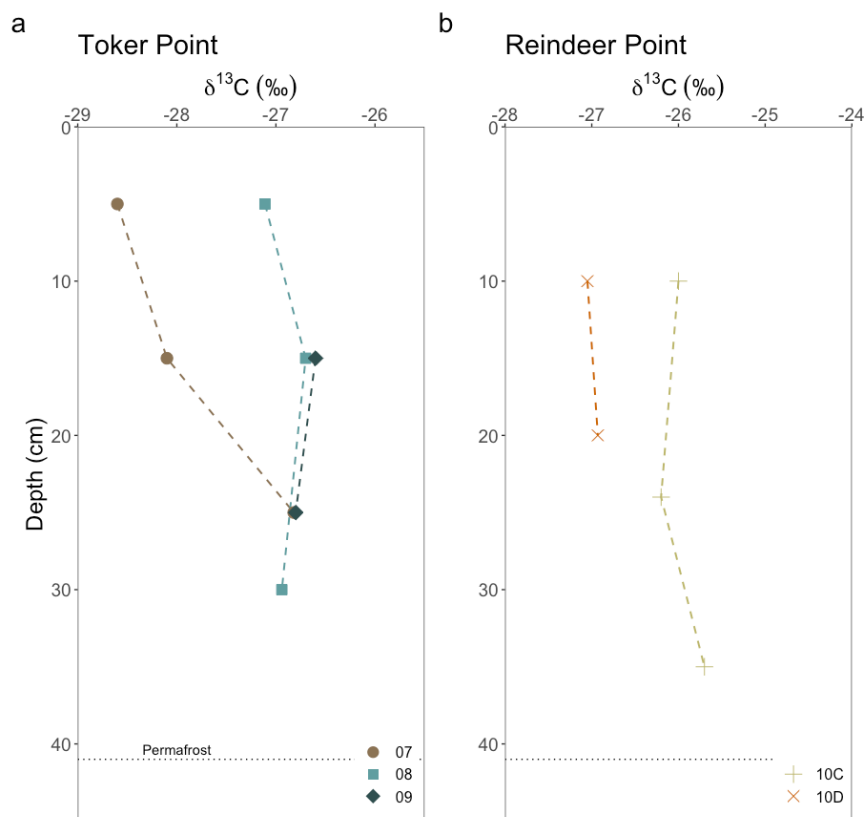 a
Toker Point
δ¹³C (‰)
-29 -28 -27 -26
0
10
20
30
40
Depth (cm)
Permafrost
07
08
09
b
Reindeer Point
δ¹³C (‰)
-28 -27 -26 -25 -24
0
10
20
30
40
10C
10D